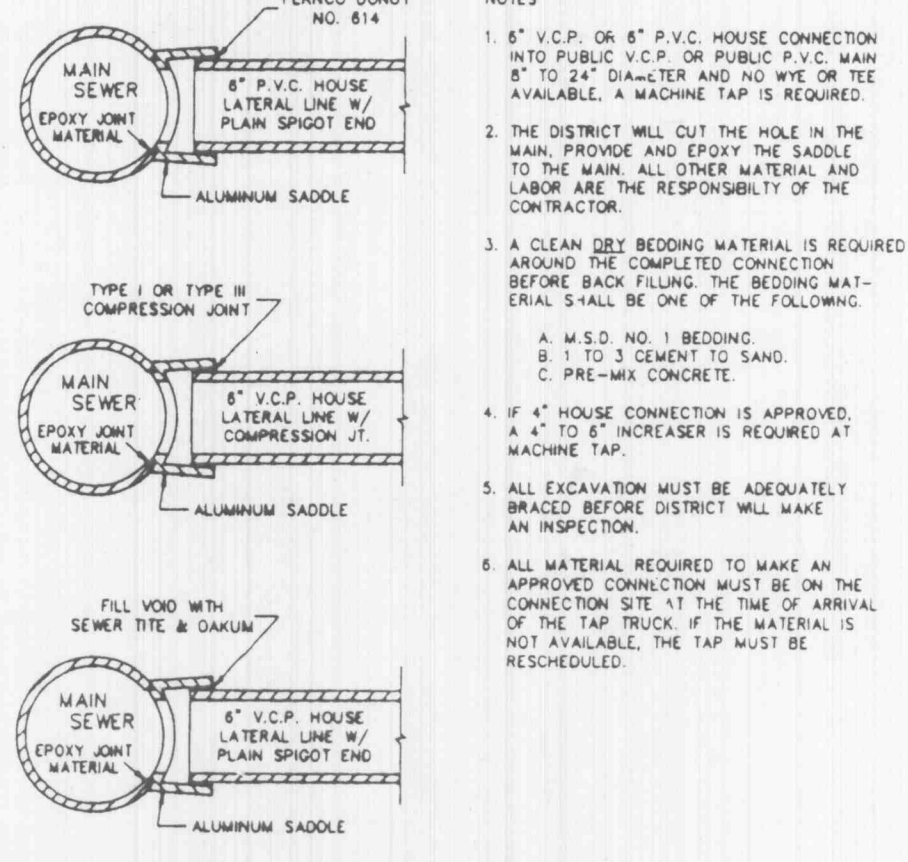 NO. 614
MAIN
SEWER
EPOXY JOINT
MATERIAL
6" P.V.C. HOUSE
LATERAL LINE W/
PLAIN SPIGOT END
ALUMINUM SADDLE
TYPE I OR TYPE III
COMPRESSION JOINT
MAIN
SEWER
EPOXY JOINT
MATERIAL
6" V.C.P. HOUSE
LATERAL LINE W/
COMPRESSION JT.
ALUMINUM SADDLE
FILL VOID WITH
SEWER TITE & OAKUM
MAIN
SEWER
EPOXY JOINT
MATERIAL
6" V.C.P. HOUSE
LATERAL LINE W/
PLAIN SPIGOT END
ALUMINUM SADDLE
NOTES
1. 6" V.C.P. OR 6" P.V.C. HOUSE CONNECTION
INTO PUBLIC V.C.P. OR PUBLIC P.V.C. MAIN
8" TO 24" DIAMETER AND NO WYE OR TEE
AVAILABLE, A MACHINE TAP IS REQUIRED.
2. THE DISTRICT WILL CUT THE HOLE IN THE
MAIN, PROVIDE AND EPOXY THE SADDLE
TO THE MAIN. ALL OTHER MATERIAL AND
LABOR ARE THE RESPONSIBILTY OF THE
CONTRACTOR.
3. A CLEAN DRY BEDDING MATERIAL IS REQUIRED
AROUND THE COMPLETED CONNECTION
BEFORE BACK FILLING. THE BEDDING MAT-
ERIAL SHALL BE ONE OF THE FOLLOWING.
A. M.S.D. NO. 1 BEDDING.
B. 1 TO 3 CEMENT TO SAND.
C. PRE-MIX CONCRETE.
4. IF 4" HOUSE CONNECTION IS APPROVED,
A 4" TO 6" INCREASER IS REQUIRED AT
MACHINE TAP.
5. ALL EXCAVATION MUST BE ADEQUATELY
BRACED BEFORE DISTRICT WILL MAKE
AN INSPECTION.
6. ALL MATERIAL REQUIRED TO MAKE AN
APPROVED CONNECTION MUST BE ON THE
CONNECTION SITE AT THE TIME OF ARRIVAL
OF THE TAP TRUCK. IF THE MATERIAL IS
NOT AVAILABLE, THE TAP MUST BE
RESCHEDULED.